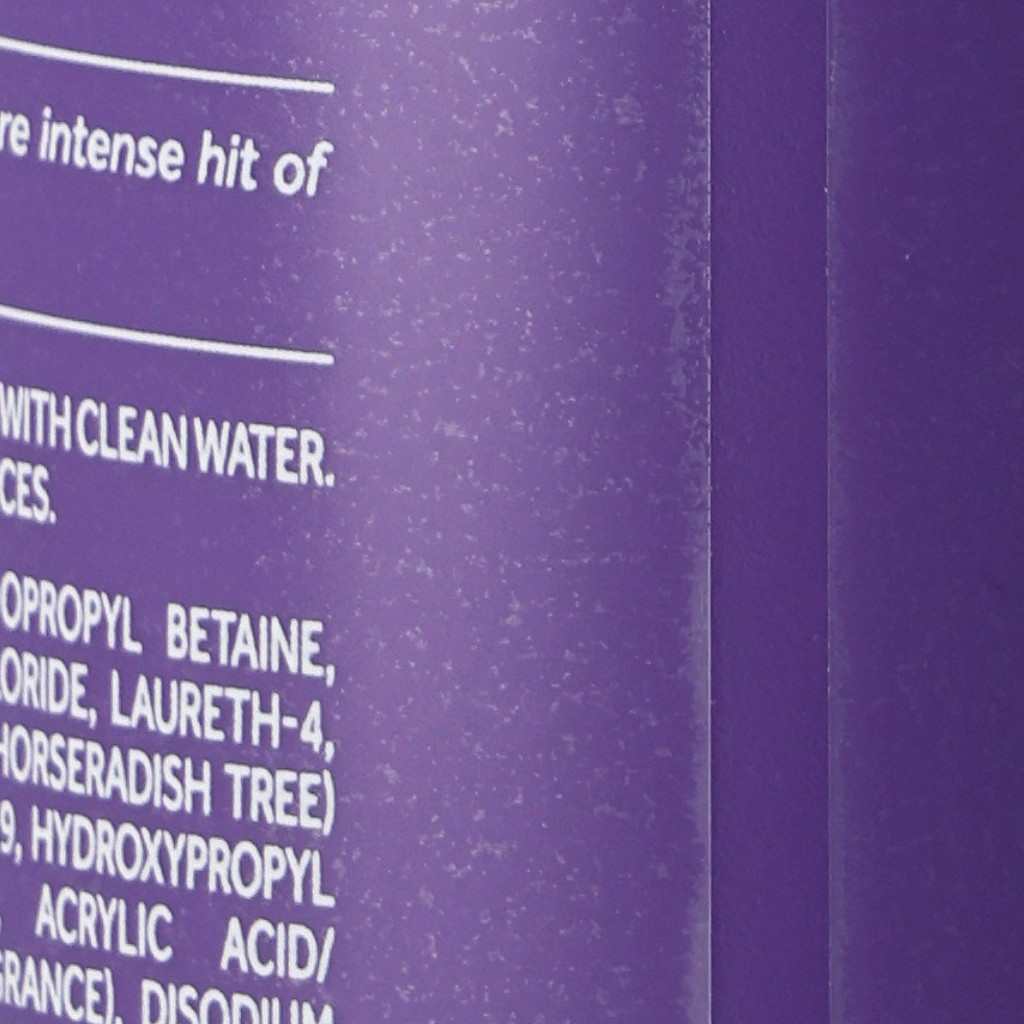 re intense hit of
WITH CLEAN WATER.
CES.
OPROPYL BETAINE,
ORIDE, LAURETH-4,
HORSERADISH TREE)
9, HYDROXYPROPYL
ACRYLIC ACID/
GRANCE), DISODIUM